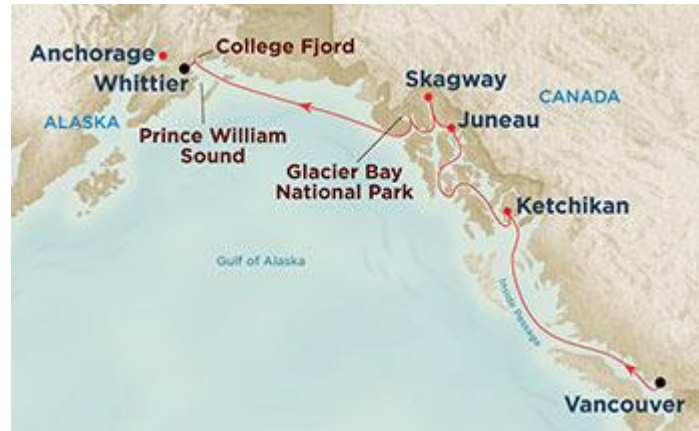 College Fjord
Anchorage
Whittier
Skagway
CANADA
ALASKA
Juneau
Prince William
Sound
Glacier Bay
National Park
Ketchikan
Gulf of Alaska
Inside Passage
Vancouver